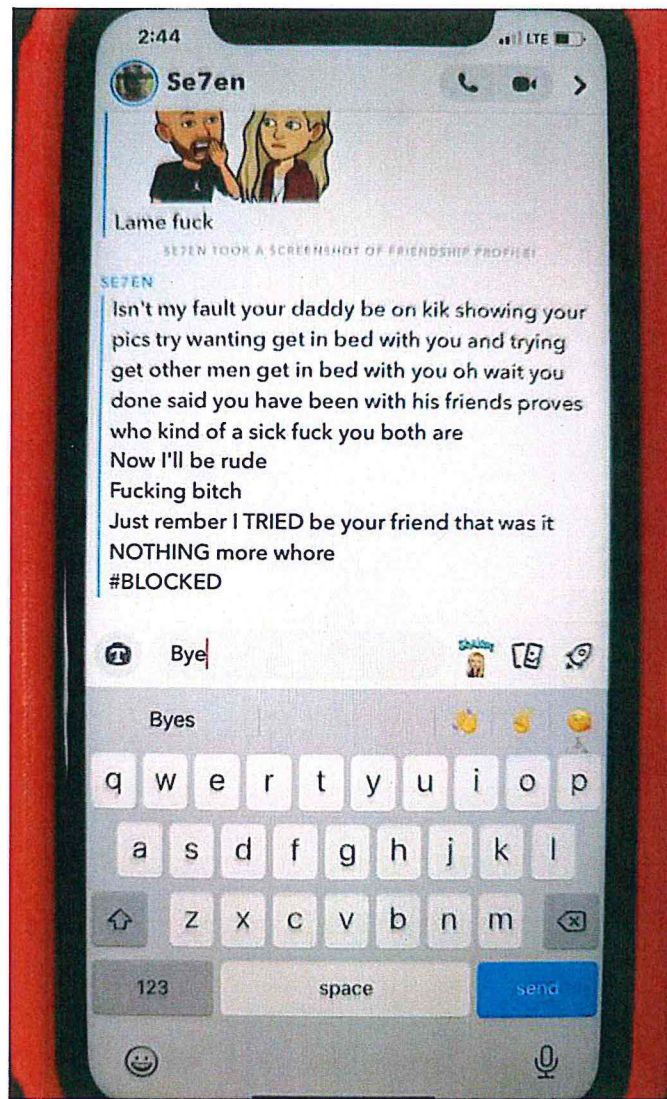 2:44
LTE
Se7en
Lame fuck
SE7EN TOOK A SCREENSHOT OF FRIENDSHIP PROFILE!
SE7EN
Isn't my fault your daddy be on kik showing your
pics try wanting get in bed with you and trying
get other men get in bed with you oh wait you
done said you have been with his friends proves
who kind of a sick fuck you both are
Now I'll be rude
Fucking bitch
Just rember I TRIED be your friend that was it
NOTHING more whore
#BLOCKED
Bye
Byes
q w e r t y u i o p
a s d f g h j k l
z x c v b n m
123 space send